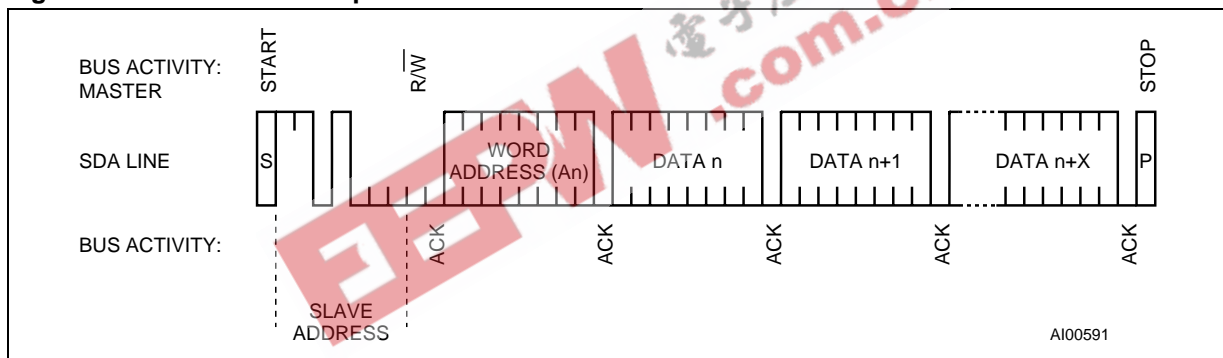 BUS ACTIVITY:
MASTER
START
R/W
STOP
SDA LINE
S
WORD
ADDRESS (An)
DATA n
DATA n+1
DATA n+X
P
BUS ACTIVITY:
ACK
ACK
ACK
ACK
ACK
SLAVE
ADDRESS
AI00591
EEPW
.com.